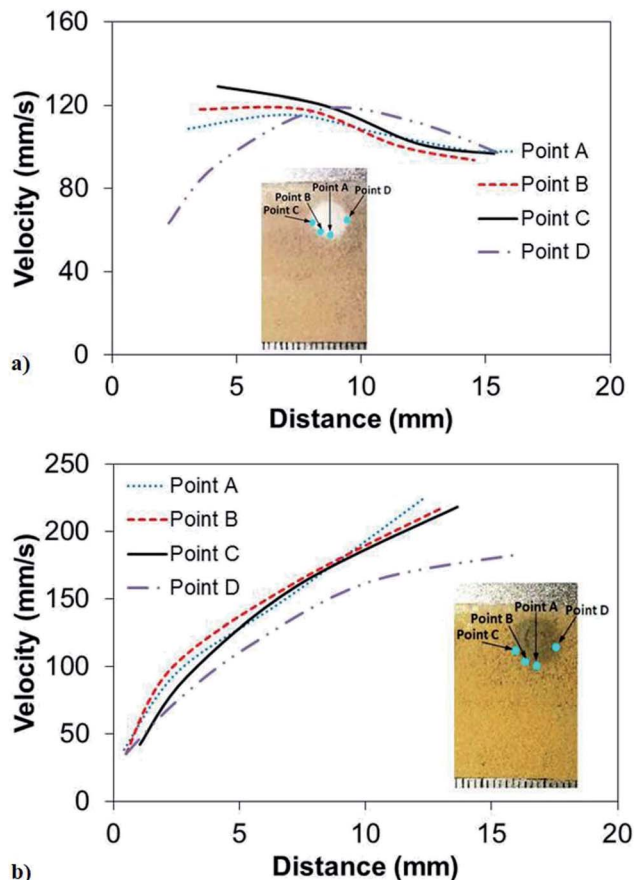 160
120
80
40
0
Velocity (mm/s)
Point A
Point B
Point C
Point D
Point A
Point B
Point C
Point D
0 5 10 15 20
Distance (mm)
a)
250
200
150
100
50
0
Velocity (mm/s)
Point A
Point B
Point C
Point D
Point A
Point B
Point C
Point D
0 5 10 15 20
Distance (mm)
b)